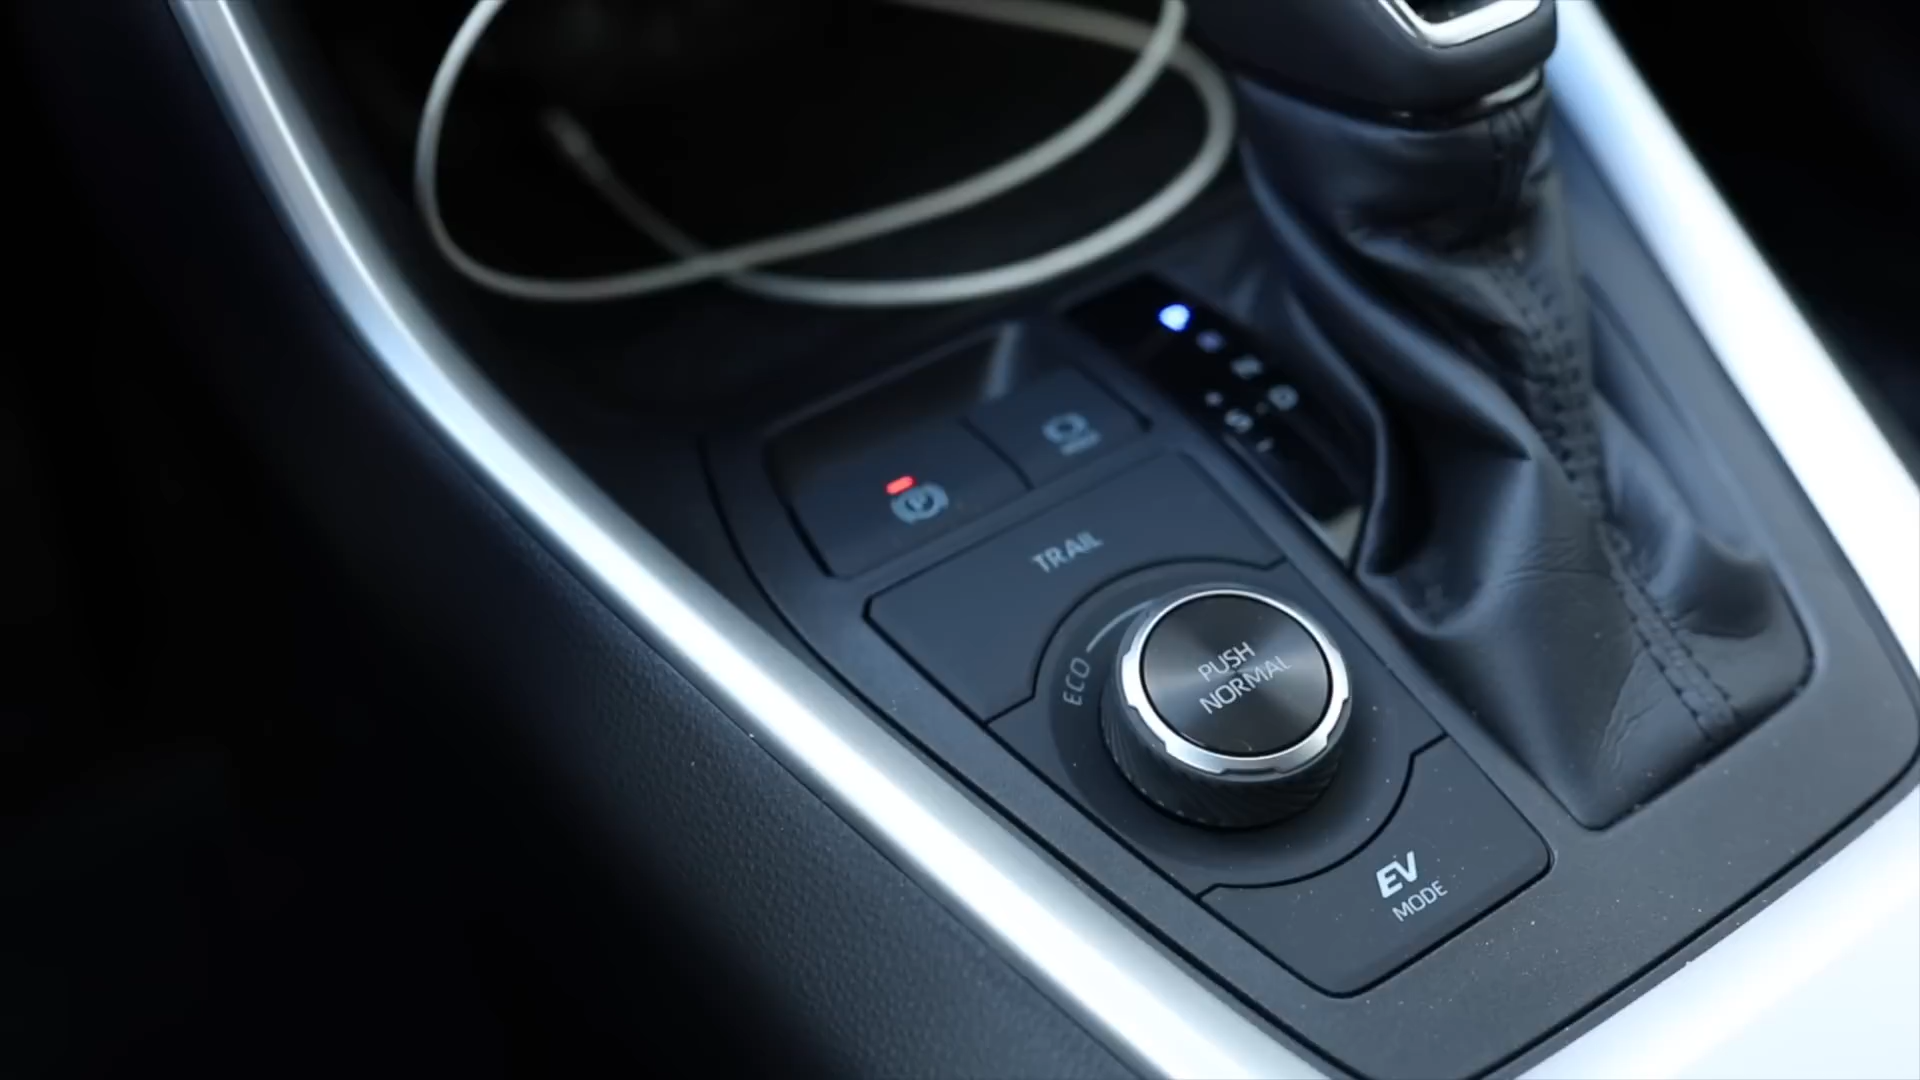 N
D
S
P
TRAIL
ECO
PUSH
NORMAL
EV
MODE